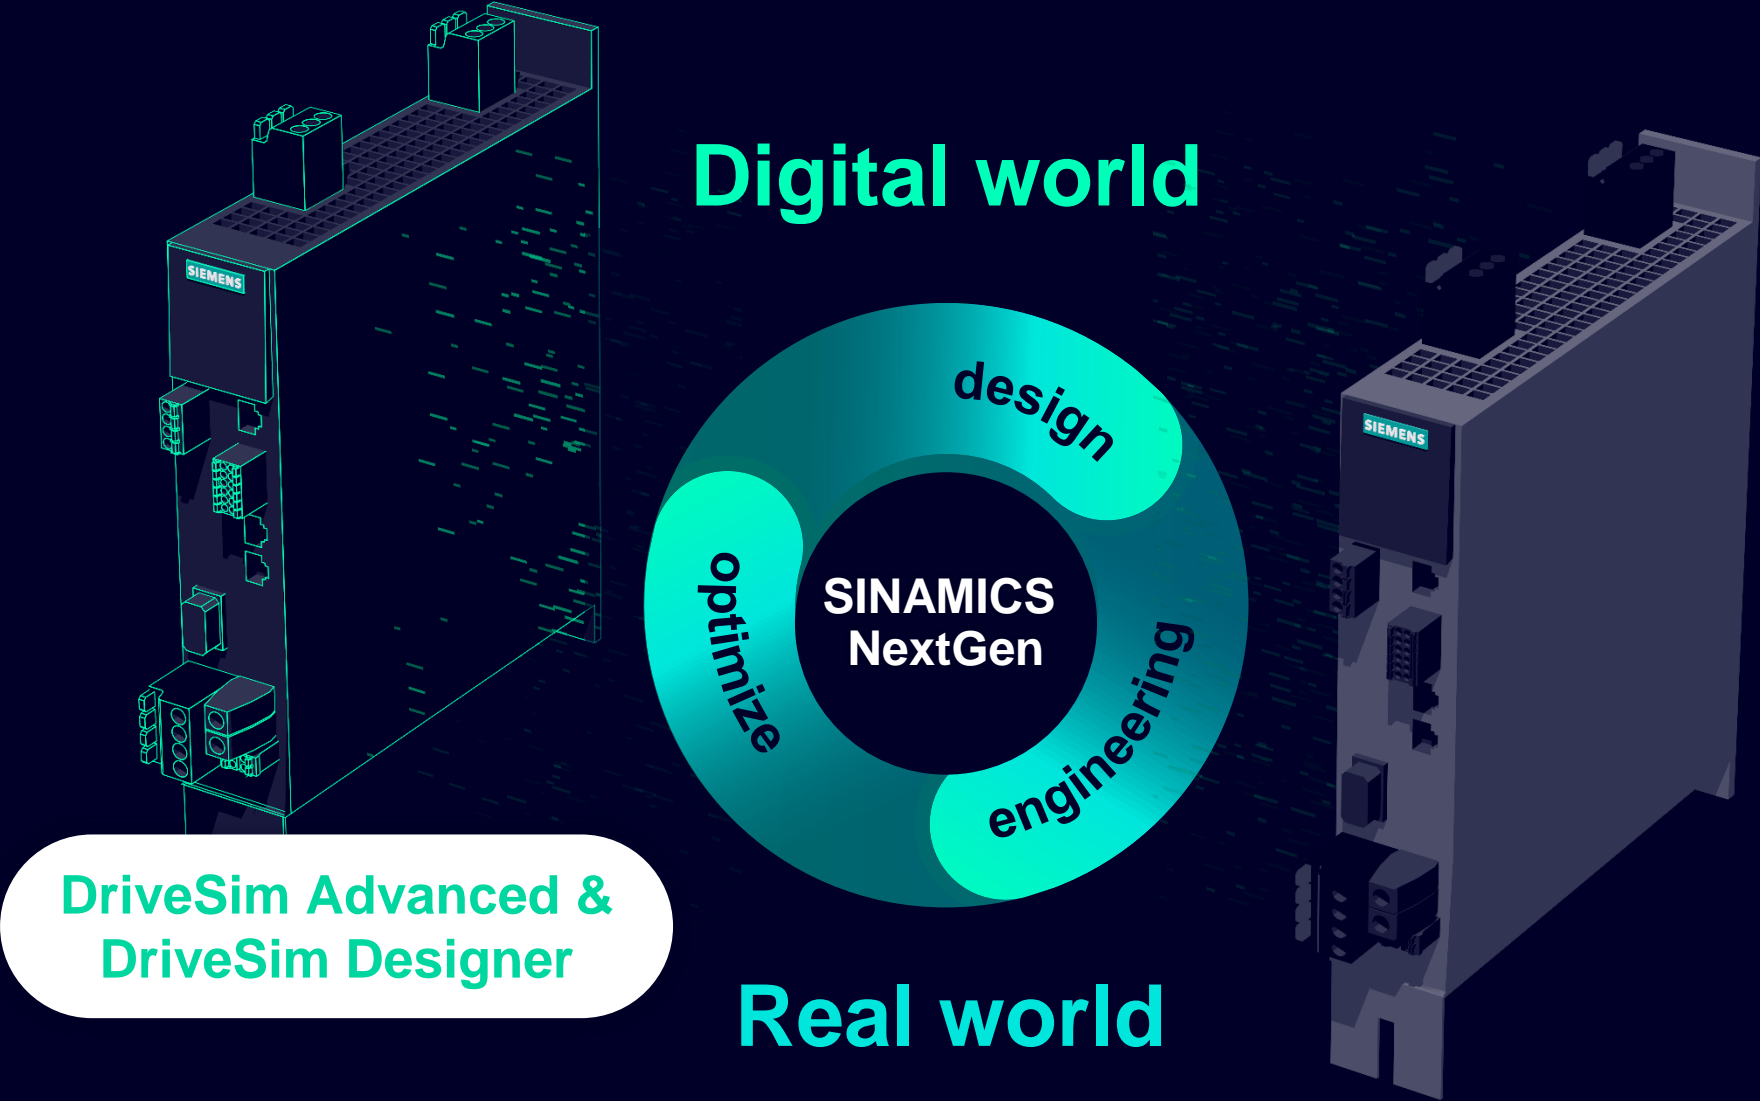 Digital world
SIEMENS
SIEMENS
design
optimize
SINAMICS
NextGen
engineering
DriveSim Advanced &
DriveSim Designer
Real world